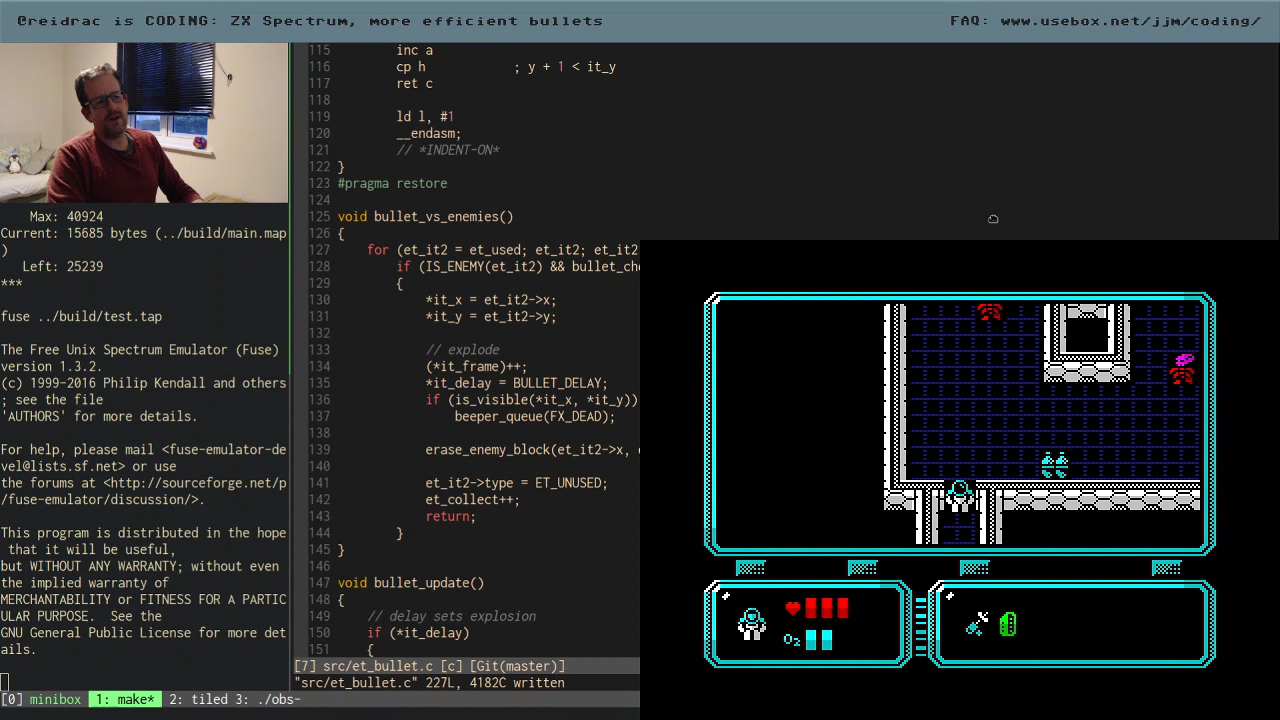 @reidrac is CODING: ZX Spectrum, more efficient bullets
FAQ: www.usebox.net/jjm/coding/
Max: 40924
Current: 15685 bytes (../build/main.map
)
Left: 25239
***
fuse ../build/test.tap
The Free Unix Spectrum Emulator (Fuse)
version 1.3.2.
(c) 1999-2016 Philip Kendall and others
; see the file
'AUTHORS' for more details.
For help, please mail <fuse-emulator-de
vel@lists.sf.net> or use
the forums at <http://sourceforge.net/p
/fuse-emulator/discussion/>.
This program is distributed in the hope
that it will be useful,
but WITHOUT ANY WARRANTY; without even
the implied warranty of
MERCHANTABILITY or FITNESS FOR A PARTIC
ULAR PURPOSE.  See the
GNU General Public License for more det
ails.
115 inc a
116 cp h ; y + 1 < it_y
117 ret c
118
119 ld l, #1
120 __endasm;
121 // *INDENT-ON*
122 }
123 #pragma restore
124
125 void bullet_vs_enemies()
126 {
127 for (et_it2 = et_used; et_it2; et_it2
128 if (IS_ENEMY(et_it2) && bullet_che
129 {
130 *it_x = et_it2->x;
131 *it_y = et_it2->y;
132
133 // explode
134 (*it_frame)++;
135 *it_delay = BULLET_DELAY;
136 if (is_visible(*it_x, *it_y))
137 beeper_queue(FX_DEAD);
138
139 erase_enemy_block(et_it2->x, e
140
141 et_it2->type = ET_UNUSED;
142 et_collect++;
143 return;
144 }
145 }
146
147 void bullet_update()
148 {
149 // delay sets explosion
150 if (*it_delay)
151 {
[7] src/et_bullet.c [c] [Git(master)]
"src/et_bullet.c" 227L, 4182C written
[0] minibox 1: make* 2: tiled 3: ./obs-
O2